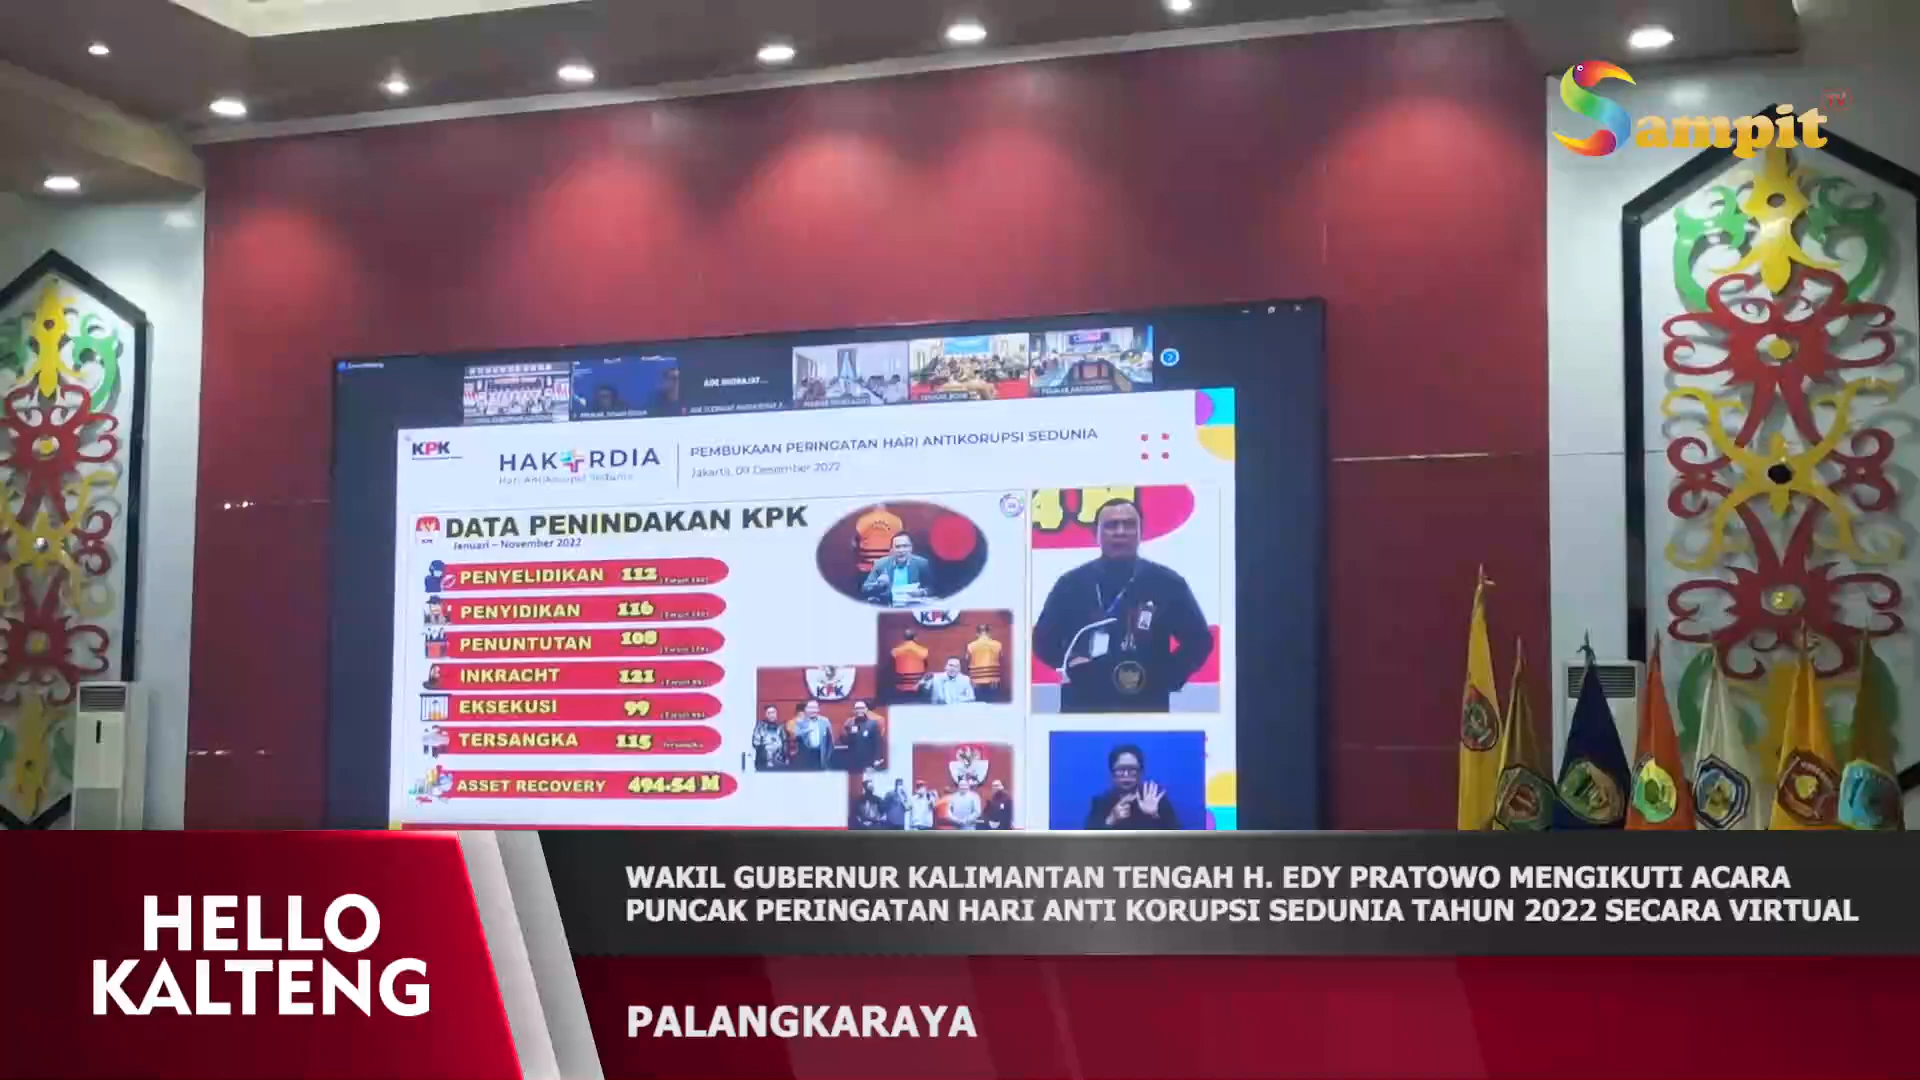 Sampit TV
KPK
HAKORDIA
Hari Antikorupsi Sedunia
PEMBUKAAN PERINGATAN HARI ANTIKORUPSI SEDUNIA
Jakarta, 09 Desember 2022
DATA PENINDAKAN KPK
Januari – November 2022
PENYELIDIKAN 112
PENYIDIKAN 116
PENUNTUTAN 108
INKRACHT 121
EKSEKUSI 99
TERSANGKA 115 Tersangka
ASSET RECOVERY 494.54 M
KPK
KPK
HELLO
KALTENG
WAKIL GUBERNUR KALIMANTAN TENGAH H. EDY PRATOWO MENGIKUTI ACARA
PUNCAK PERINGATAN HARI ANTI KORUPSI SEDUNIA TAHUN 2022 SECARA VIRTUAL
PALANGKARAYA